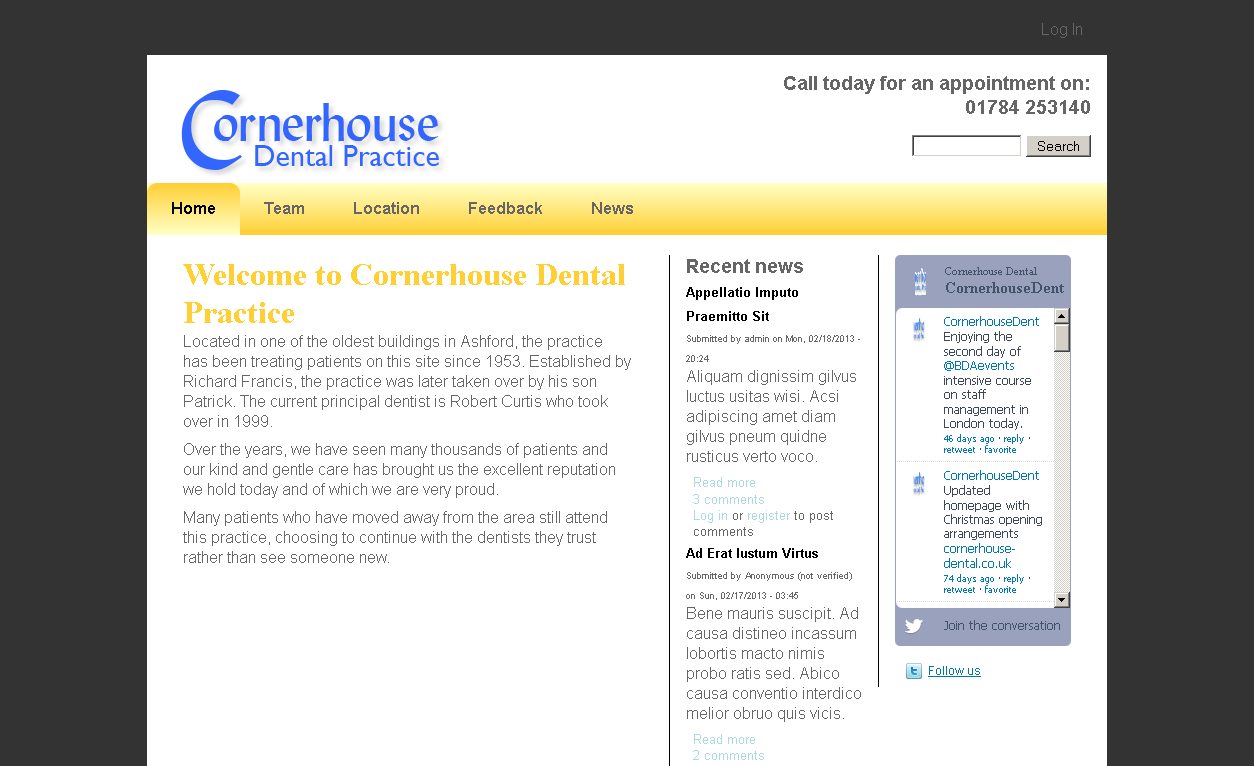 Log In
Cornerhouse
Dental Practice
Call today for an appointment on:
01784 253140
Search
Home
Team
Location
Feedback
News
Welcome to Cornerhouse Dental
Practice
Located in one of the oldest buildings in Ashford, the practice
has been treating patients on this site since 1953. Established by
Richard Francis, the practice was later taken over by his son
Patrick. The current principal dentist is Robert Curtis who took
over in 1999.
Over the years, we have seen many thousands of patients and
our kind and gentle care has brought us the excellent reputation
we hold today and of which we are very proud.
Many patients who have moved away from the area still attend
this practice, choosing to continue with the dentists they trust
rather than see someone new.
Recent news
Appellatio Imputo
Praemitto Sit
Submitted by admin on Mon, 02/18/2013 -
20:24
Aliquam dignissim gilvus
luctus usitas wisi. Acsi
adipiscing amet diam
gilvus pneum quidne
rusticus verto voco.
Read more
3 comments
Log in or register to post
comments
Ad Erat Iustum Virtus
Submitted by Anonymous (not verified)
on Sun, 02/17/2013 - 03:45
Bene mauris suscipit. Ad
causa distineo incassum
lobortis macto nimis
probo ratis sed. Abico
causa conventio interdico
melior obruo quis vicis.
Read more
2 comments
Cornerhouse Dental
CornerhouseDent
CornerhouseDent
Enjoying the
second day of
@BDAevents
intensive course
on staff
management in
London today.
46 days ago · reply ·
retweet · favorite
CornerhouseDent
Updated
homepage with
Christmas opening
arrangements
cornerhouse-
dental.co.uk
74 days ago · reply ·
retweet · favorite
Join the conversation
Follow us